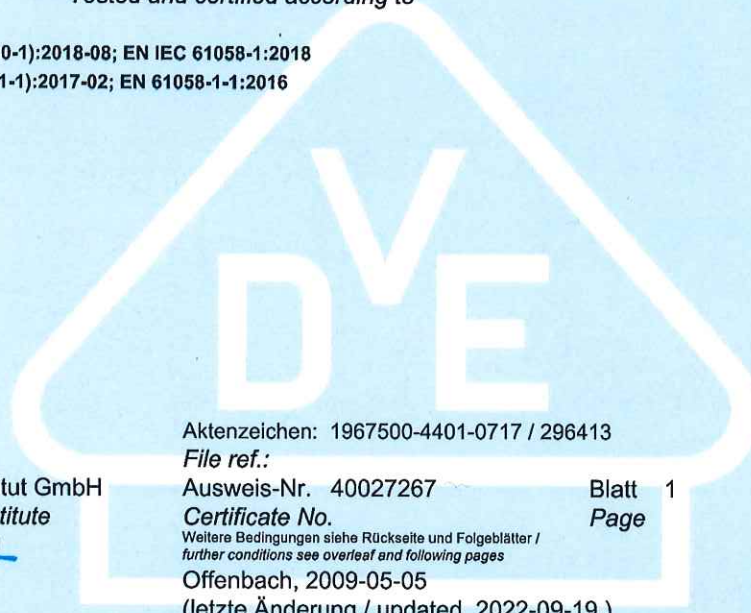 Tested and certified according to
0-1):2018-08; EN IEC 61058-1:2018
1-1):2017-02; EN 61058-1-1:2016
V
D E
Aktenzeichen: 1967500-4401-0717 / 296413
File ref.:
tut GmbH Ausweis-Nr. 40027267 Blatt 1
titute Certificate No. Page
Weitere Bedingungen siehe Rückseite und Folgeblätter /
further conditions see overleaf and following pages
Offenbach, 2009-05-05
(letzte Änderung / updated 2022-09-19 )